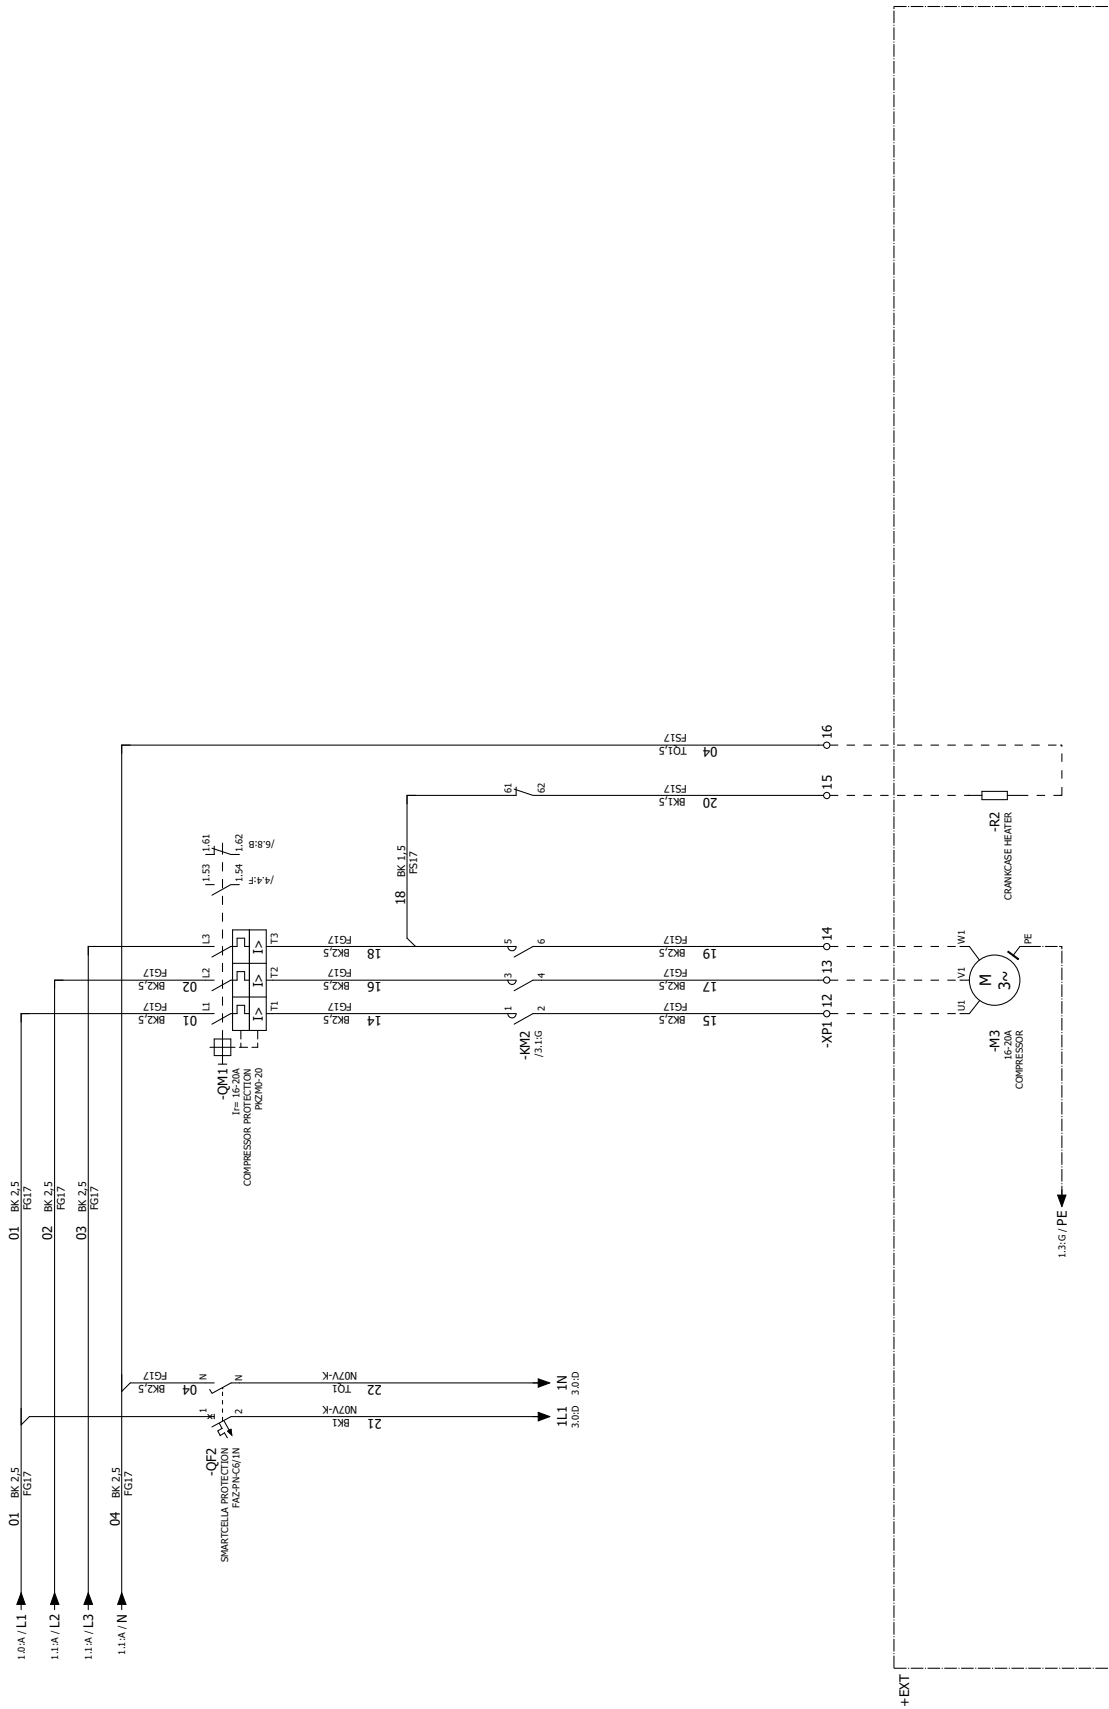 1.0:A / L1
1.1:A / L2
1.1:A / L3
1.1:A / N
01 BK 2,5
FG17
04 BK 2,5
FG17
01 BK 2,5
FG17
02 BK 2,5
FG17
03 BK 2,5
FG17
-QF2
SMARTCELLA PROTECTION
FAZ-PN-C6/1N
1
2
N
N
FG17
BK2,5
04
N07V-K
BK1
21
N07V-K
TQ1
22
1L1
3.0:D
1N
3.0:D
FG17
BK2,5
01
FG17
BK2,5
02
L1
L2
L3
-QM1
Ir= 16-20A
COMPRESSOR PROTECTION
PKZM0-20
I>
I>
I>
T1
T2
T3
1.53
1.54
/4.4:F
1.61
1.62
/6.8:B
FG17
BK2,5
14
FG17
BK2,5
16
FG17
BK2,5
18
18 BK 1,5
FS17
-KM2
/3.1:G
1
2
3
4
5
6
61
62
FG17
BK2,5
15
FG17
BK2,5
17
FG17
BK2,5
19
FS17
BK1,5
20
FS17
TQ1,5
04
-XP1
12
13
14
15
16
+EXT
U1
V1
W1
PE
M
3~
-M3
16-20A
COMPRESSOR
-R2
CRANKCASE HEATER
1.3:G / PE